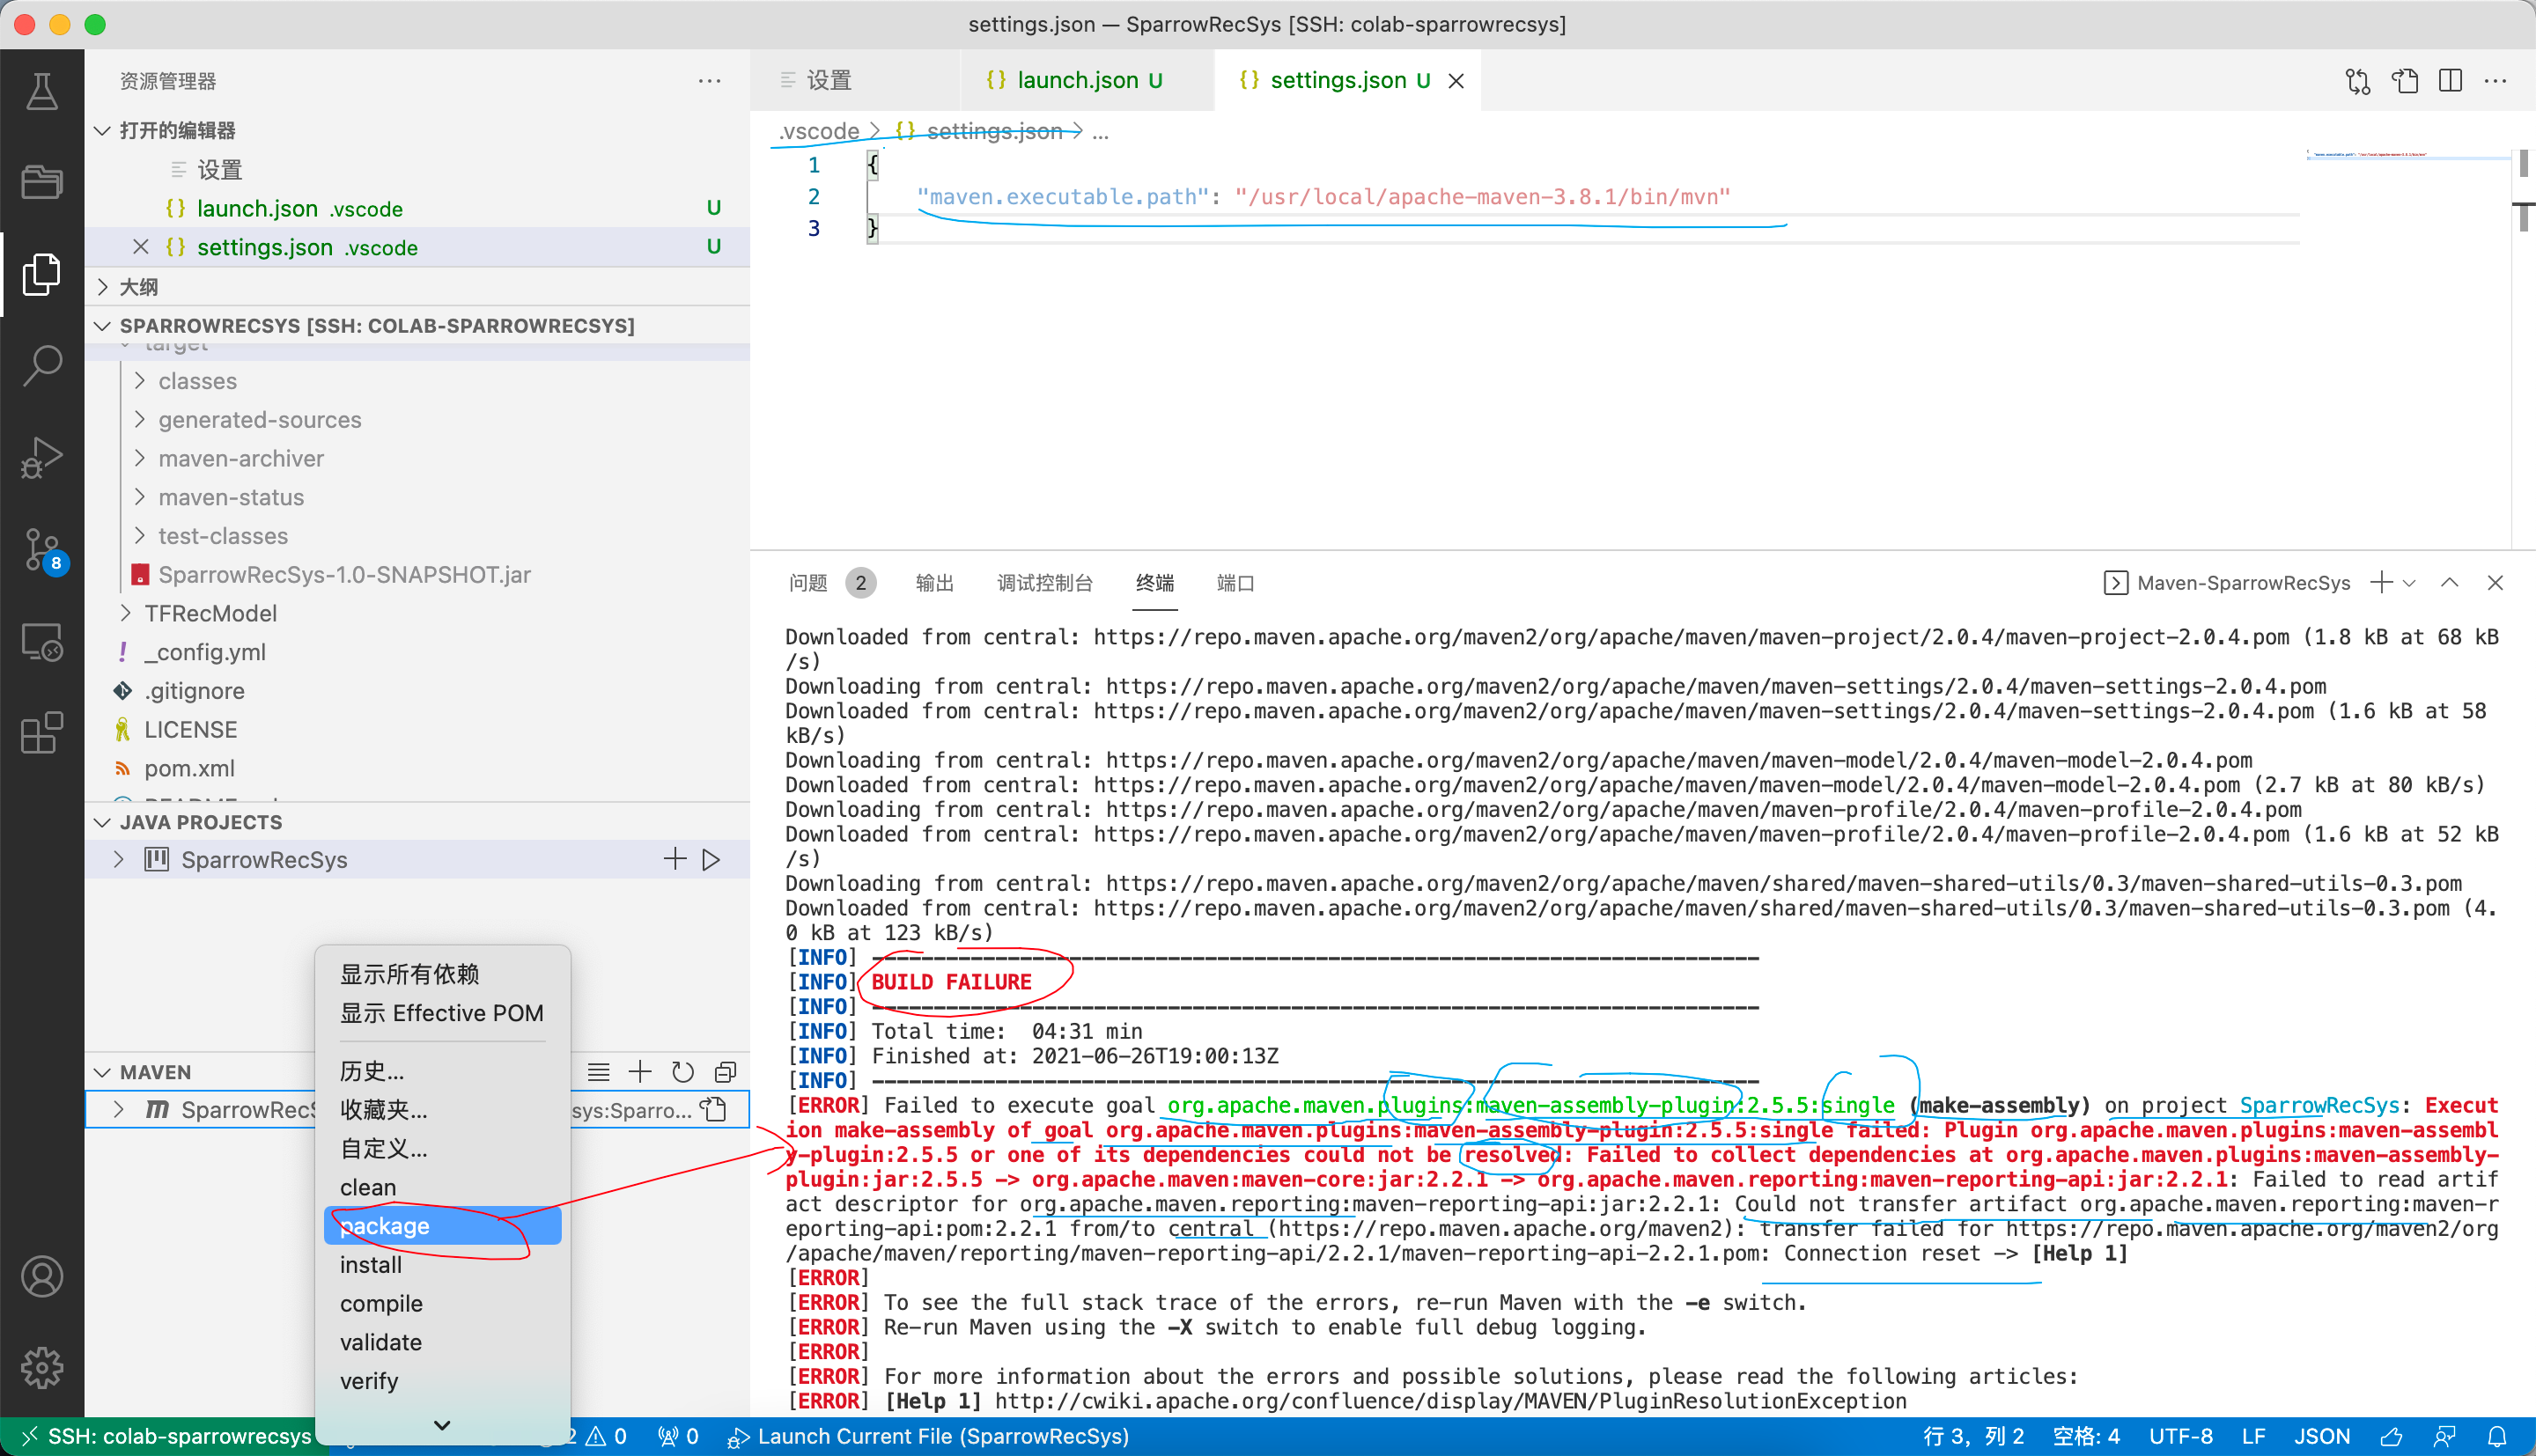 settings.json — SparrowRecSys [SSH: colab-sparrowrecsys]
资源管理器
打开的编辑器
设置
launch.json .vscode U
settings.json .vscode U
大纲
SPARROWRECSYS [SSH: COLAB-SPARROWRECSYS]
target
classes
generated-sources
maven-archiver
maven-status
test-classes
SparrowRecSys-1.0-SNAPSHOT.jar
TFRecModel
_config.yml
.gitignore
LICENSE
pom.xml
JAVA PROJECTS
SparrowRecSys
MAVEN
SparrowRecS
sys:Sparro...
显示所有依赖
显示 Effective POM
历史...
收藏夹...
自定义...
clean
package
install
compile
validate
verify
8
设置
launch.json U
settings.json U
.vscode > {} settings.json > ...
1 {
2 "maven.executable.path": "/usr/local/apache-maven-3.8.1/bin/mvn"
3 }
问题 2 输出 调试控制台 终端 端口
Maven-SparrowRecSys
Downloaded from central: https://repo.maven.apache.org/maven2/org/apache/maven/maven-project/2.0.4/maven-project-2.0.4.pom (1.8 kB at 68 kB
/s)
Downloading from central: https://repo.maven.apache.org/maven2/org/apache/maven/maven-settings/2.0.4/maven-settings-2.0.4.pom
Downloaded from central: https://repo.maven.apache.org/maven2/org/apache/maven/maven-settings/2.0.4/maven-settings-2.0.4.pom (1.6 kB at 58
kB/s)
Downloading from central: https://repo.maven.apache.org/maven2/org/apache/maven/maven-model/2.0.4/maven-model-2.0.4.pom
Downloaded from central: https://repo.maven.apache.org/maven2/org/apache/maven/maven-model/2.0.4/maven-model-2.0.4.pom (2.7 kB at 80 kB/s)
Downloading from central: https://repo.maven.apache.org/maven2/org/apache/maven/maven-profile/2.0.4/maven-profile-2.0.4.pom
Downloaded from central: https://repo.maven.apache.org/maven2/org/apache/maven/maven-profile/2.0.4/maven-profile-2.0.4.pom (1.6 kB at 52 kB
/s)
Downloading from central: https://repo.maven.apache.org/maven2/org/apache/maven/shared/maven-shared-utils/0.3/maven-shared-utils-0.3.pom
Downloaded from central: https://repo.maven.apache.org/maven2/org/apache/maven/shared/maven-shared-utils/0.3/maven-shared-utils-0.3.pom (4.
0 kB at 123 kB/s)
[INFO] ------------------------------------------------------------------------
[INFO] BUILD FAILURE
[INFO] ------------------------------------------------------------------------
[INFO] Total time:  04:31 min
[INFO] Finished at: 2021-06-26T19:00:13Z
[INFO] ------------------------------------------------------------------------
[ERROR] Failed to execute goal org.apache.maven.plugins:maven-assembly-plugin:2.5.5:single (make-assembly) on project SparrowRecSys: Execut
ion make-assembly of goal org.apache.maven.plugins:maven-assembly-plugin:2.5.5:single failed: Plugin org.apache.maven.plugins:maven-assembl
y-plugin:2.5.5 or one of its dependencies could not be resolved: Failed to collect dependencies at org.apache.maven.plugins:maven-assembly-
plugin:jar:2.5.5 -> org.apache.maven:maven-core:jar:2.2.1 -> org.apache.maven.reporting:maven-reporting-api:jar:2.2.1: Failed to read artif
act descriptor for org.apache.maven.reporting:maven-reporting-api:jar:2.2.1: Could not transfer artifact org.apache.maven.reporting:maven-r
eporting-api:pom:2.2.1 from/to central (https://repo.maven.apache.org/maven2): transfer failed for https://repo.maven.apache.org/maven2/org
/apache/maven/reporting/maven-reporting-api/2.2.1/maven-reporting-api-2.2.1.pom: Connection reset -> [Help 1]
[ERROR]
[ERROR] To see the full stack trace of the errors, re-run Maven with the -e switch.
[ERROR] Re-run Maven using the -X switch to enable full debug logging.
[ERROR]
[ERROR] For more information about the errors and possible solutions, please read the following articles:
[ERROR] [Help 1] http://cwiki.apache.org/confluence/display/MAVEN/PluginResolutionException
SSH: colab-sparrowrecsys 2 0 0 Launch Current File (SparrowRecSys) 行 3，列 2 空格: 4 UTF-8 LF JSON